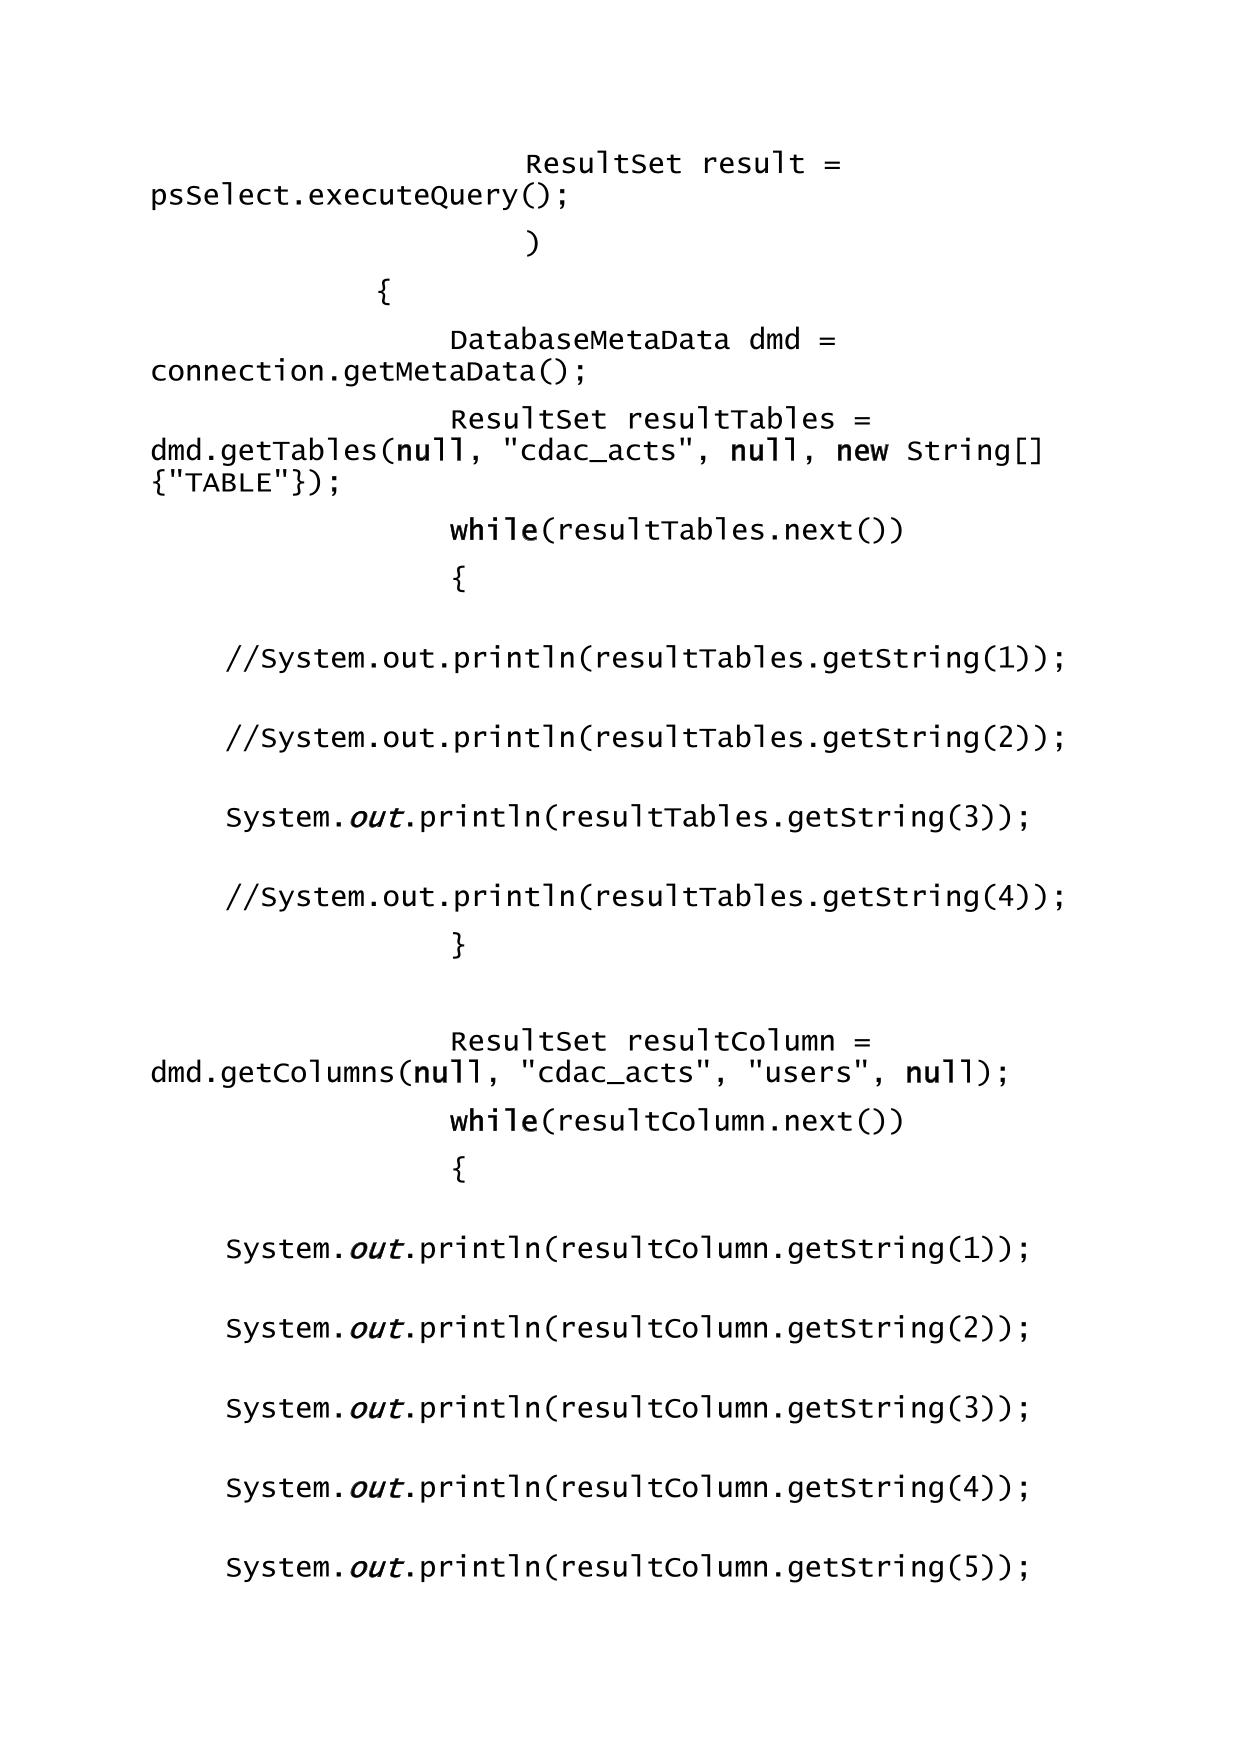 ResultSet result =
psSelect.executeQuery();
)
{
DatabaseMetaData dmd =
connection.getMetaData();
ResultSet resultTables =
dmd.getTables(null, "cdac_acts", null, new String[]
{"TABLE"});
while(resultTables.next())
{
//System.out.println(resultTables.getString(1));
//System.out.println(resultTables.getString(2));
System.out.println(resultTables.getString(3));
//System.out.println(resultTables.getString(4));
}
ResultSet resultColumn =
dmd.getColumns(null, "cdac_acts", "users", null);
while(resultColumn.next())
{
System.out.println(resultColumn.getString(1));
System.out.println(resultColumn.getString(2));
System.out.println(resultColumn.getString(3));
System.out.println(resultColumn.getString(4));
System.out.println(resultColumn.getString(5));